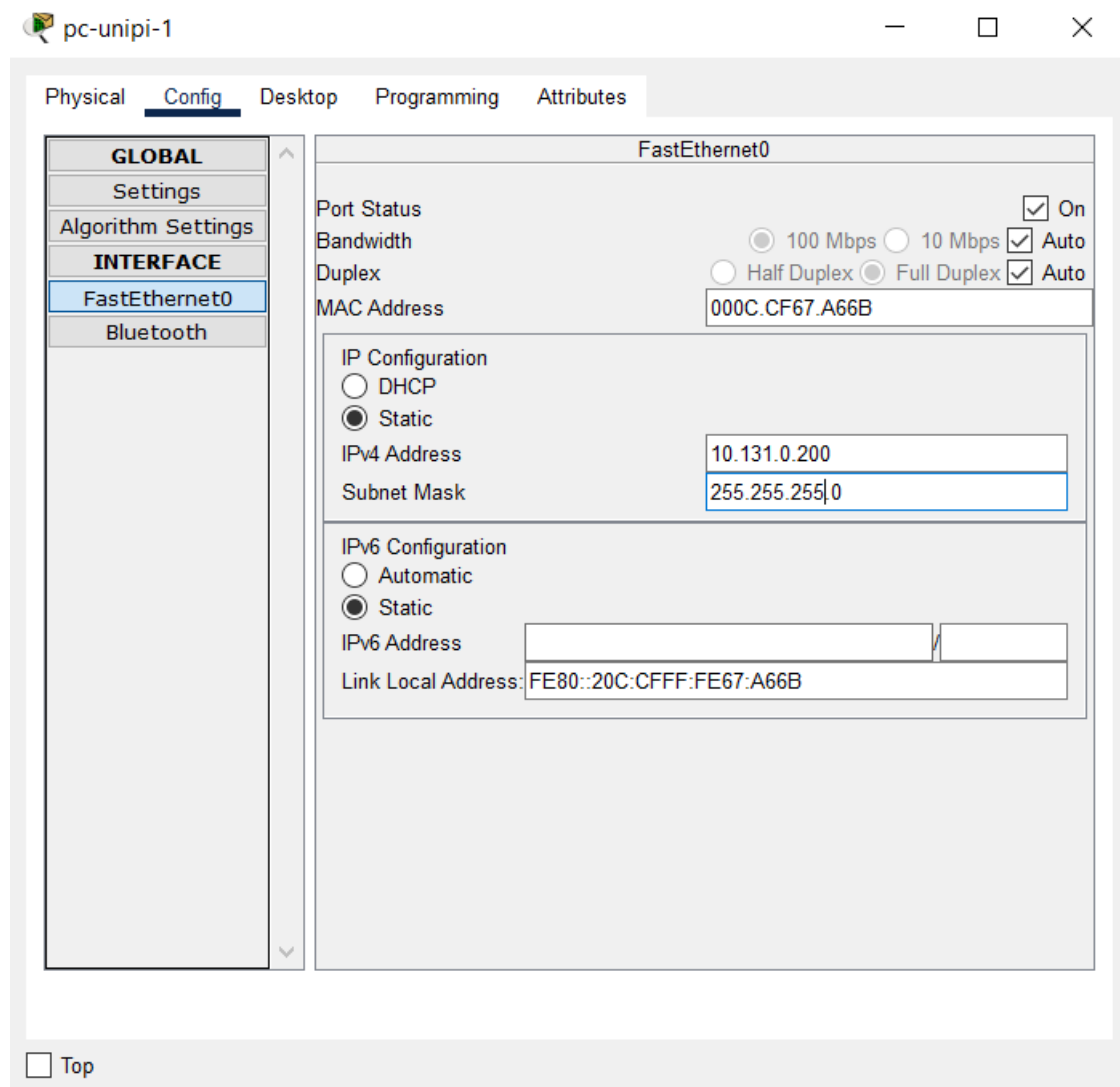 pc-unipi-1
Physical Config Desktop Programming Attributes
GLOBAL
Settings
Algorithm Settings
INTERFACE
FastEthernet0
Bluetooth
FastEthernet0
Port Status On
Bandwidth 100 Mbps 10 Mbps Auto
Duplex Half Duplex Full Duplex Auto
MAC Address 000C.CF67.A66B
IP Configuration
DHCP
Static
IPv4 Address 10.131.0.200
Subnet Mask 255.255.255.0
IPv6 Configuration
Automatic
Static
IPv6 Address /
Link Local Address: FE80::20C:CFFF:FE67:A66B
Top